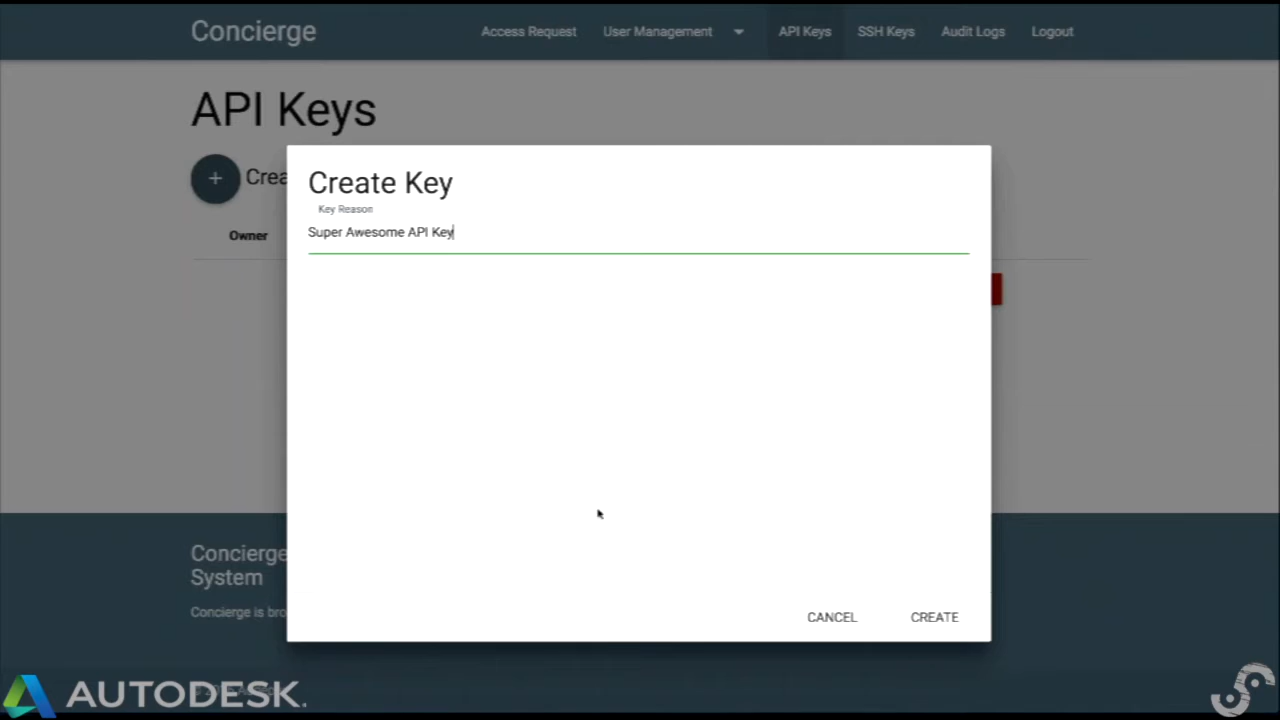 Concierge
Access Request
User Management
API Keys
SSH Keys
Audit Logs
Logout
API Keys
+ Crea
Owner
Create Key
Key Reason
Super Awesome API Key
CANCEL
CREATE
Concierge
System
Concierge is bro
AUTODESK.